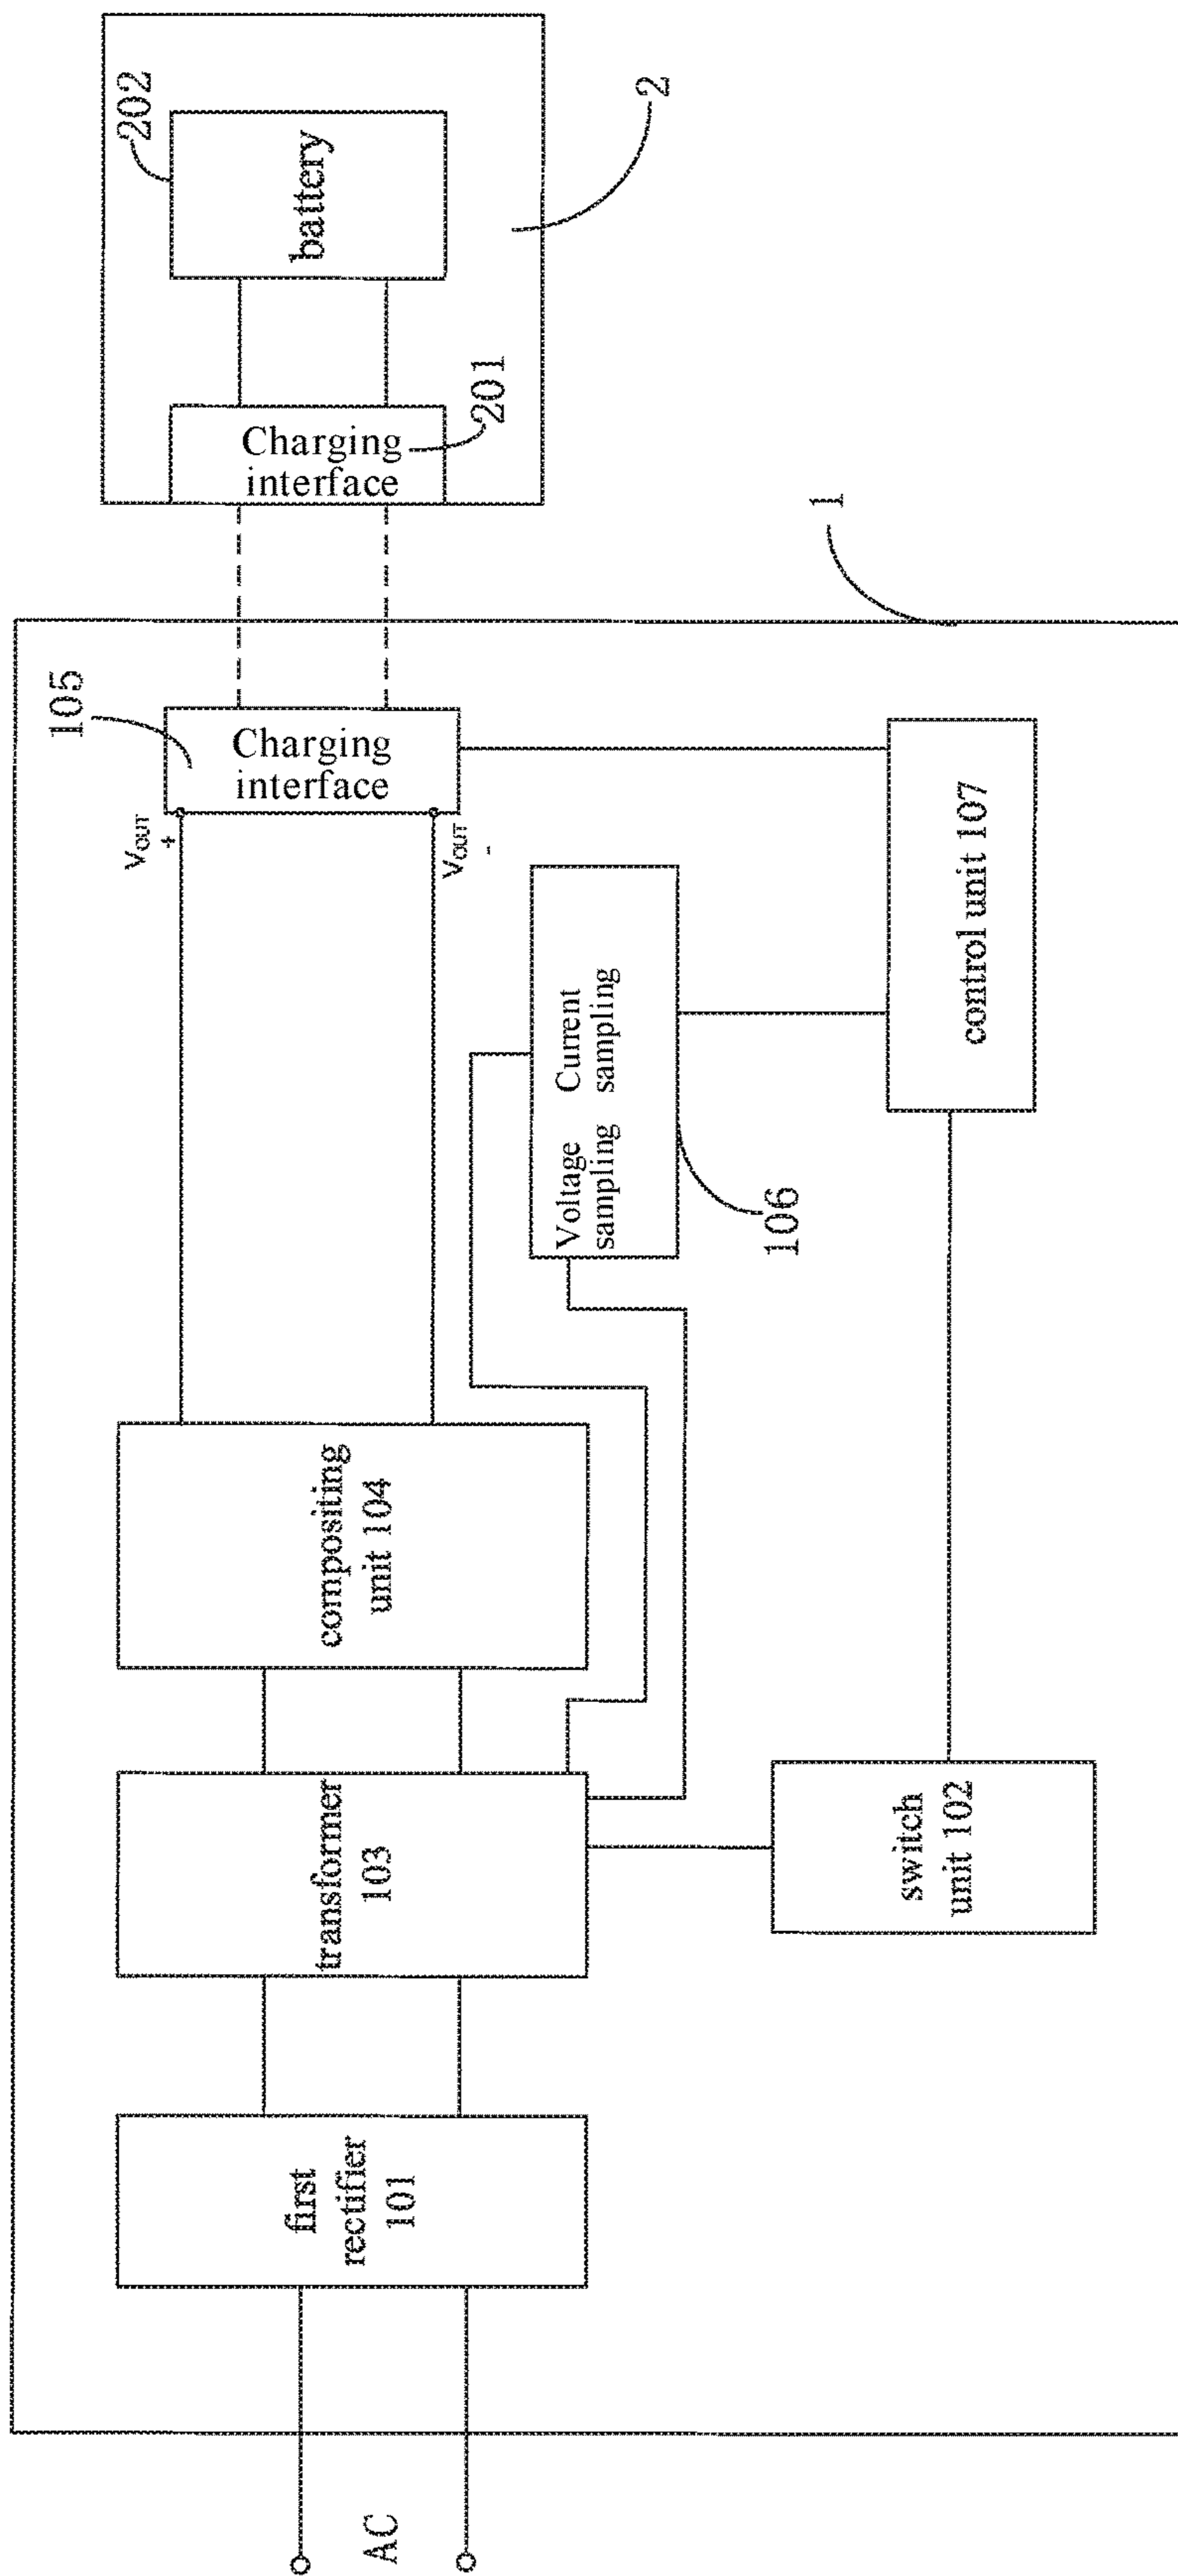 AC
first
rectifier
101
transformer
103
compositing
unit 104
switch
unit 102
Voltage
sampling
Current
sampling
106
control unit 107
VOUT
+
VOUT
-
Charging
interface
105
1
Charging
interface
201
battery
202
2